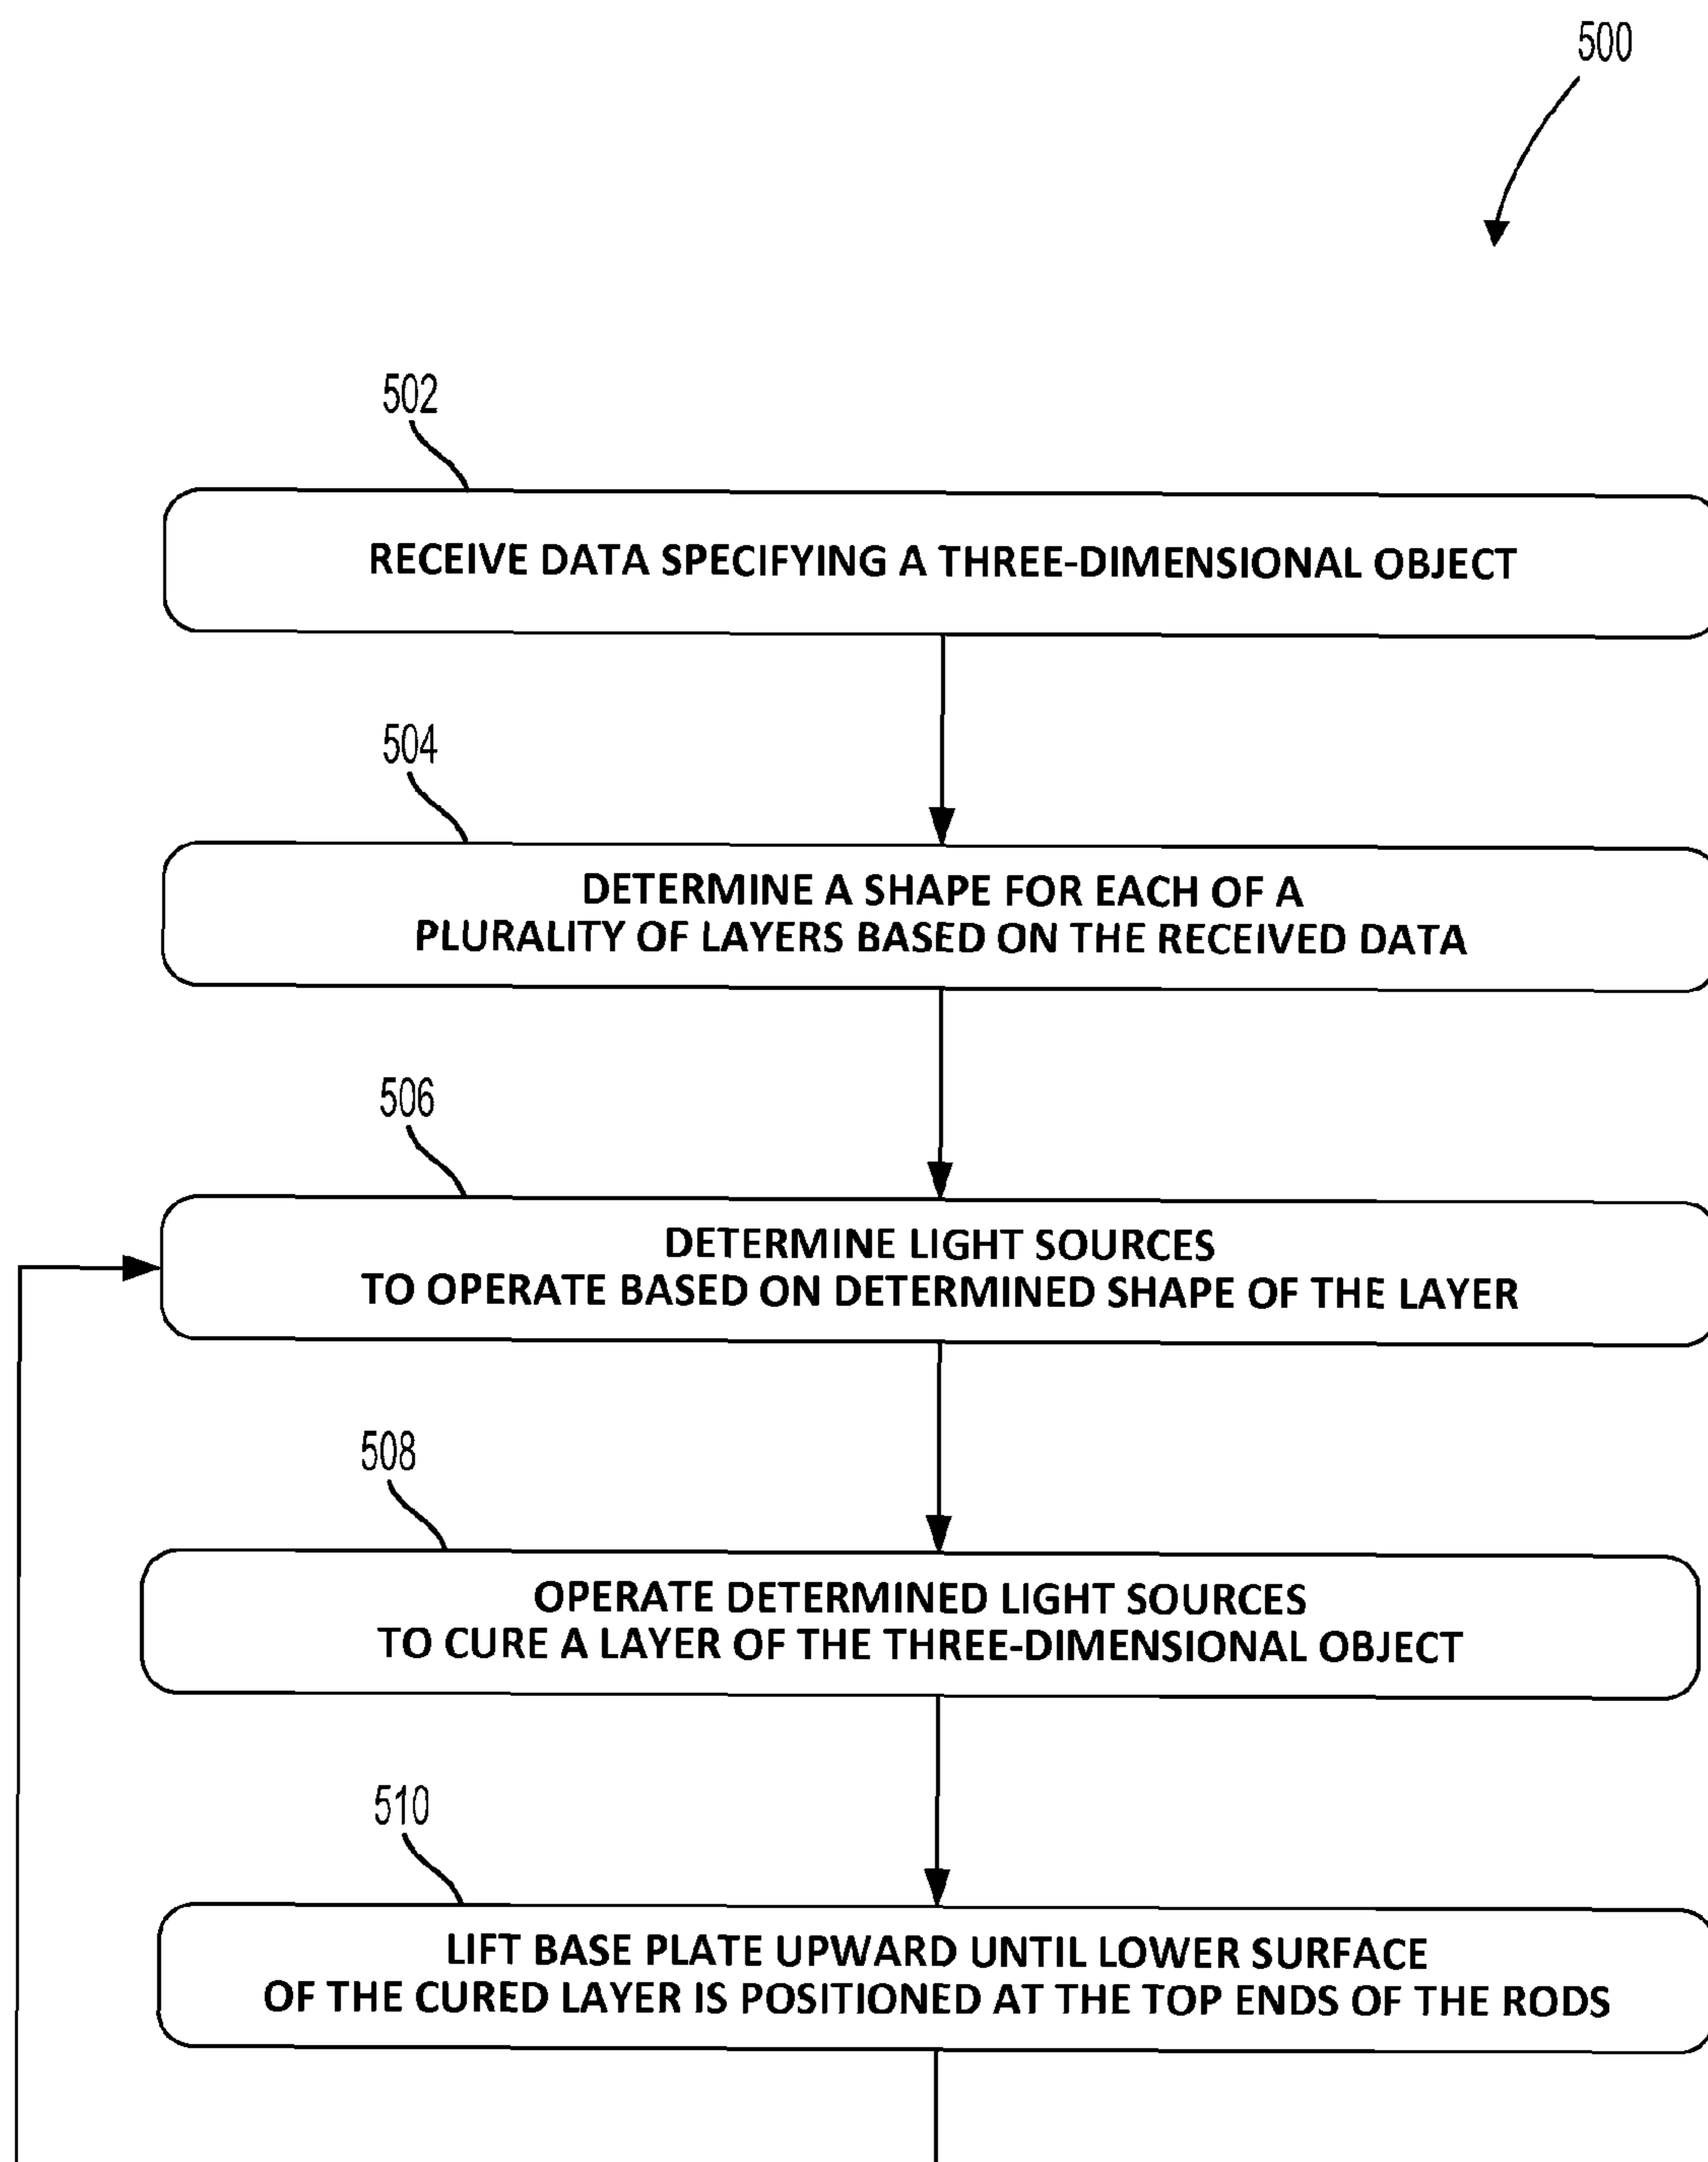 500
502
RECEIVE DATA SPECIFYING A THREE-DIMENSIONAL OBJECT
504
DETERMINE A SHAPE FOR EACH OF A
PLURALITY OF LAYERS BASED ON THE RECEIVED DATA
506
DETERMINE LIGHT SOURCES
TO OPERATE BASED ON DETERMINED SHAPE OF THE LAYER
508
OPERATE DETERMINED LIGHT SOURCES
TO CURE A LAYER OF THE THREE-DIMENSIONAL OBJECT
510
LIFT BASE PLATE UPWARD UNTIL LOWER SURFACE
OF THE CURED LAYER IS POSITIONED AT THE TOP ENDS OF THE RODS